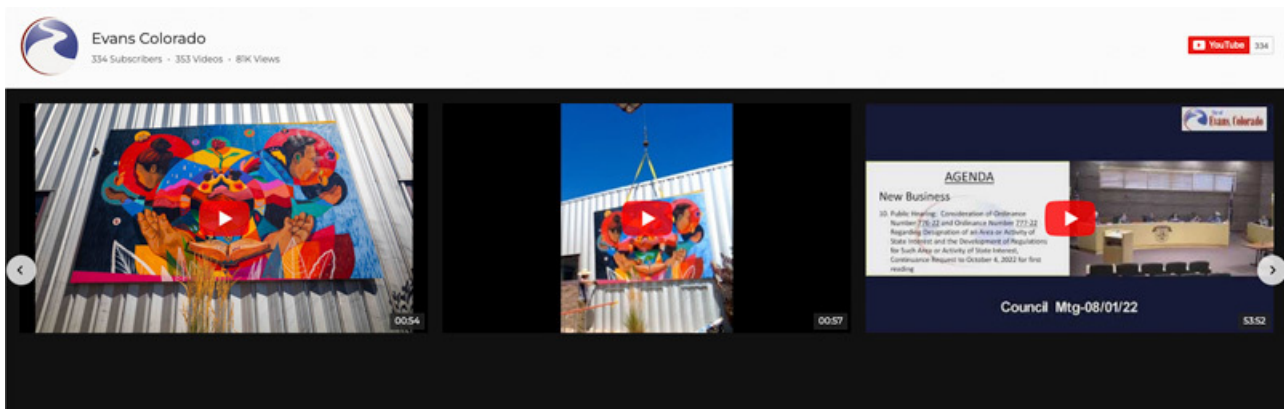 Evans Colorado
334 Subscribers • 353 Videos • 81K Views
YouTube 334
City of
Evans, Colorado
AGENDA
New Business
10. Public Hearing: Consideration of Ordinance
Number 776-22 and Ordinance Number 777-22
Regarding Designation of an Area or Activity of
State Interest and the Development of Regulations
for Such Area or Activity of State Interest,
Continuance Request to October 4, 2022 for first
reading
Council Mtg-08/01/22
00:54
00:57
53:52